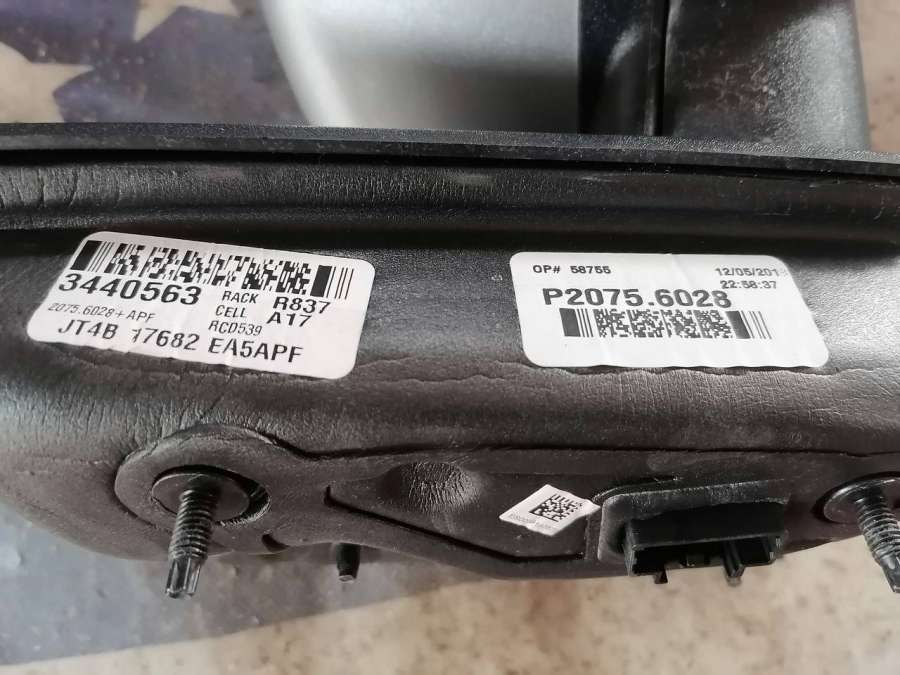 3440563
RACK R837
CELL A17
2075.6028+APF
RCD539
JT4B 17682 EA5APF
OP# 58755
12/05/2018
22:58:37
P2075.6028